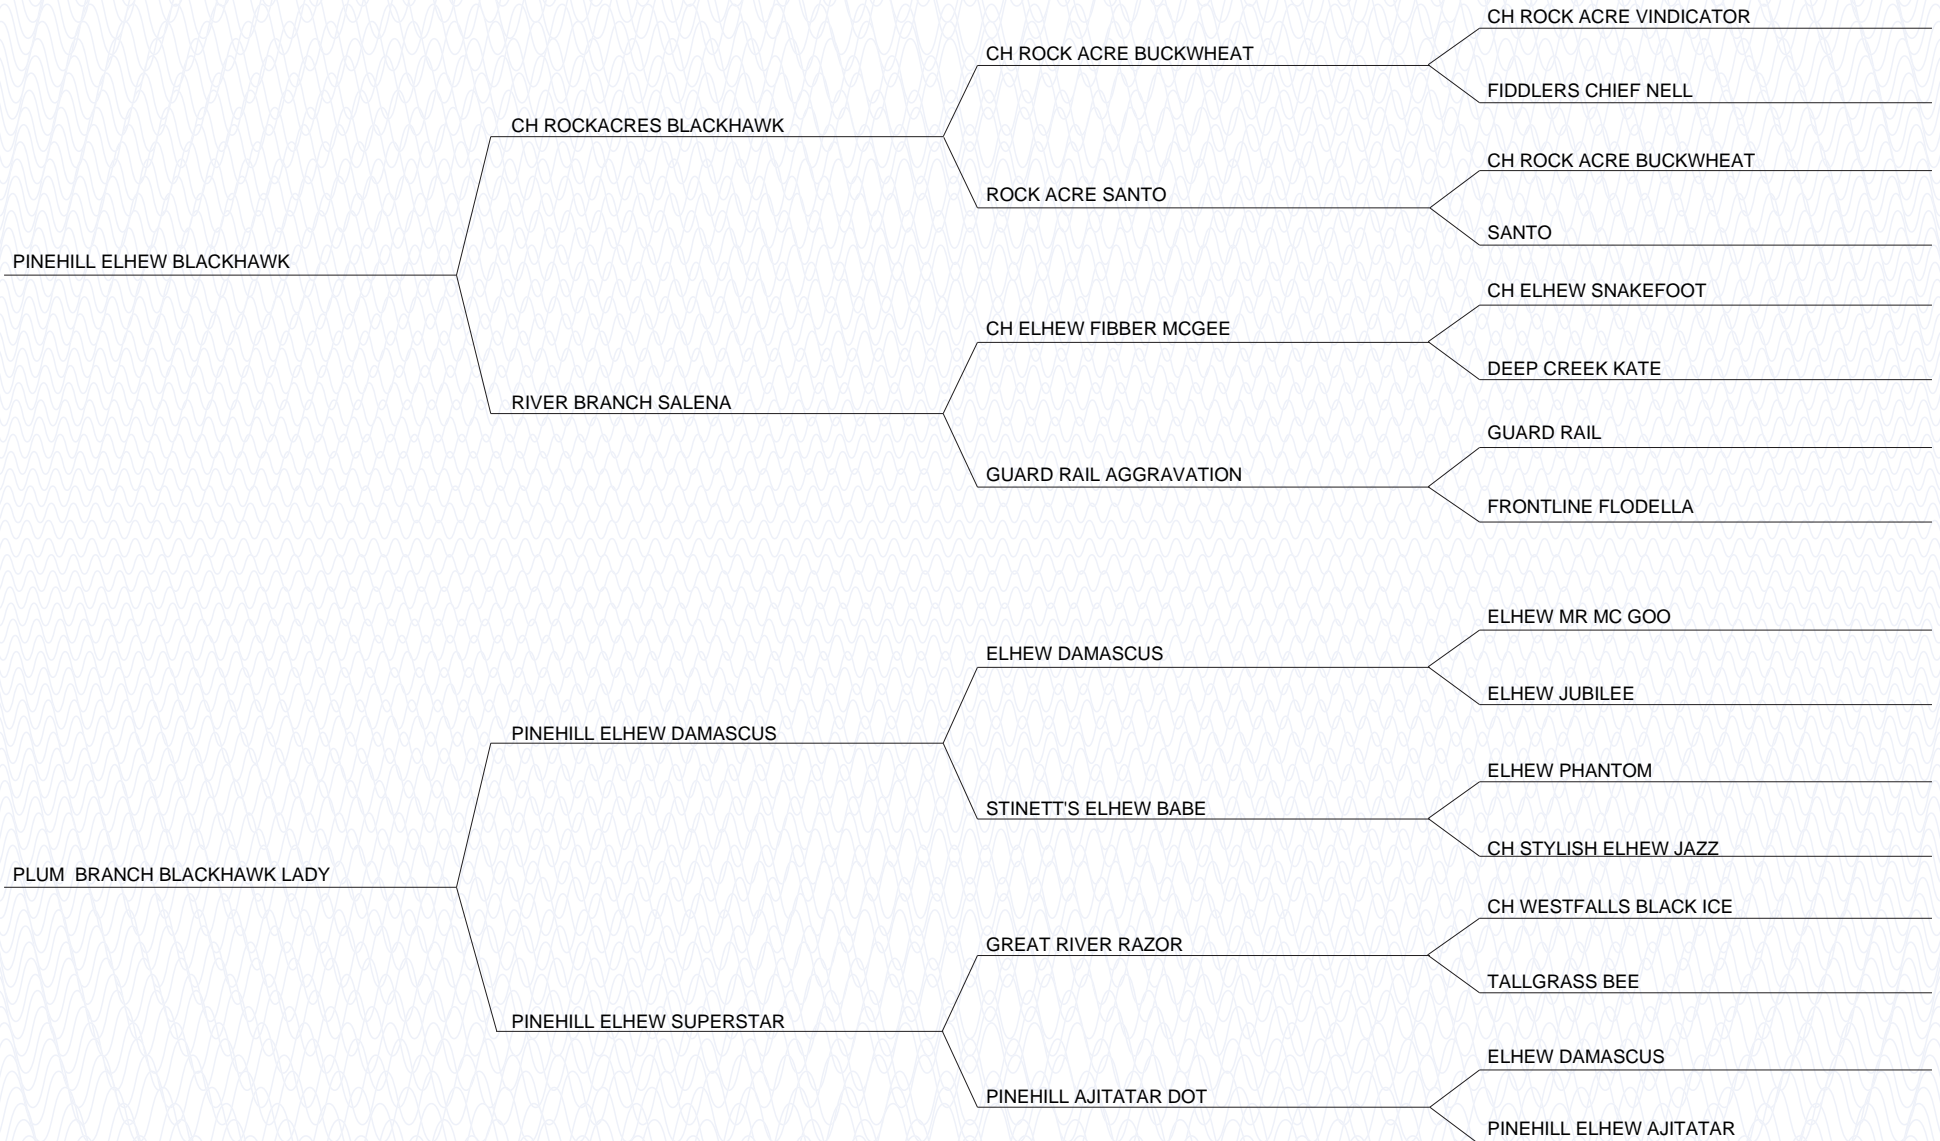 CH ROCK ACRE VINDICATOR
CH ROCK ACRE BUCKWHEAT
FIDDLERS CHIEF NELL
CH ROCKACRES BLACKHAWK
CH ROCK ACRE BUCKWHEAT
ROCK ACRE SANTO
SANTO
PINEHILL ELHEW BLACKHAWK
CH ELHEW SNAKEFOOT
CH ELHEW FIBBER MCGEE
DEEP CREEK KATE
RIVER BRANCH SALENA
GUARD RAIL
GUARD RAIL AGGRAVATION
FRONTLINE FLODELLA
ELHEW MR MC GOO
ELHEW DAMASCUS
ELHEW JUBILEE
PINEHILL ELHEW DAMASCUS
ELHEW PHANTOM
STINETT'S ELHEW BABE
CH STYLISH ELHEW JAZZ
PLUM  BRANCH BLACKHAWK LADY
CH WESTFALLS BLACK ICE
GREAT RIVER RAZOR
TALLGRASS BEE
PINEHILL ELHEW SUPERSTAR
ELHEW DAMASCUS
PINEHILL AJITATAR DOT
PINEHILL ELHEW AJITATAR